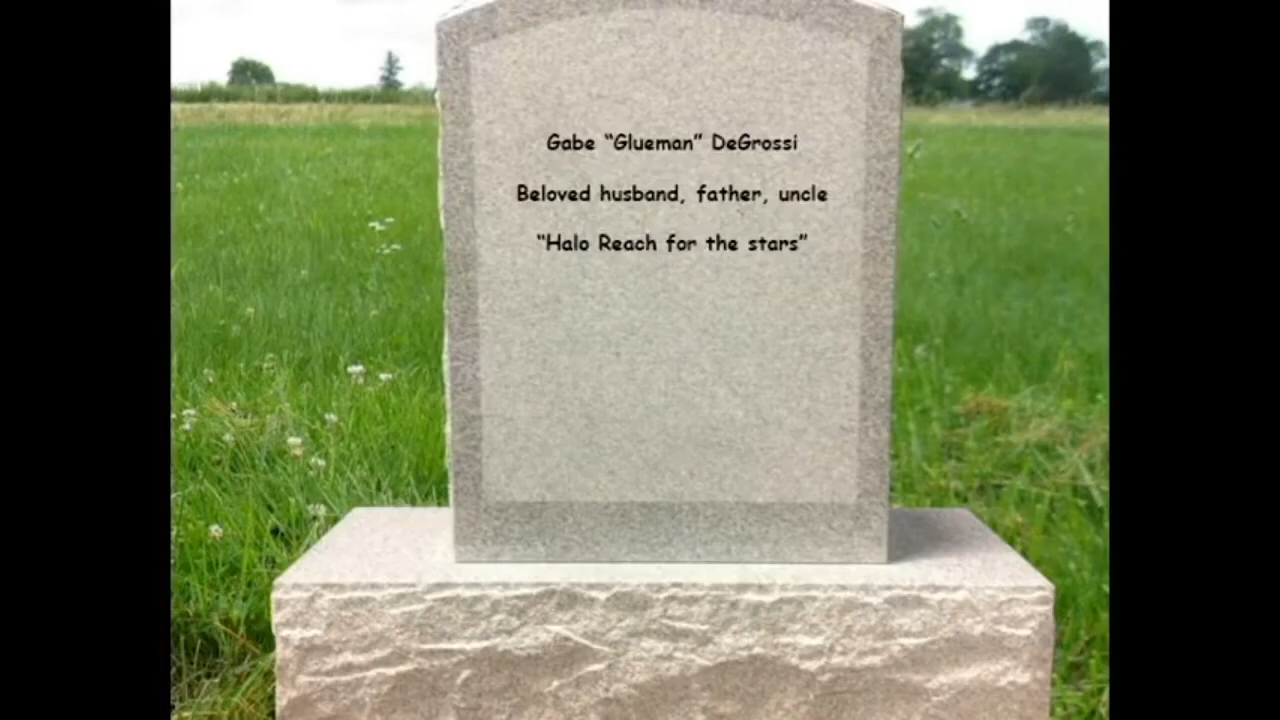 Gabe “Glueman” DeGrossi
Beloved husband, father, uncle
“Halo Reach for the stars”